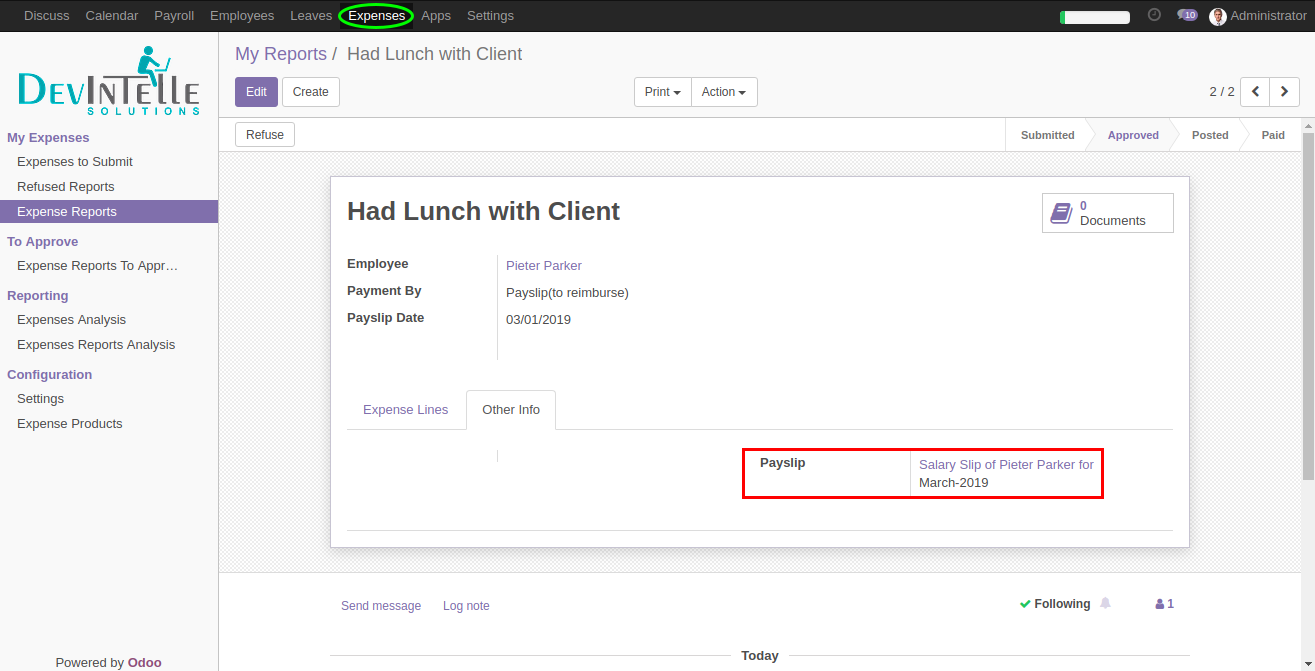 Discuss Calendar Payroll Employees Leaves Expenses Apps Settings 10 Administrator
DEVINTELLE
SOLUTIONS
My Expenses
Expenses to Submit
Refused Reports
Expense Reports
To Approve
Expense Reports To Appr…
Reporting
Expenses Analysis
Expenses Reports Analysis
Configuration
Settings
Expense Products
Powered by Odoo
My Reports / Had Lunch with Client
Edit Create Print Action 2 / 2
Refuse Submitted Approved Posted Paid
Had Lunch with Client
0
Documents
Employee Pieter Parker
Payment By Payslip(to reimburse)
Payslip Date 03/01/2019
Expense Lines Other Info
Payslip Salary Slip of Pieter Parker for
March-2019
Send message Log note Following 1
Today